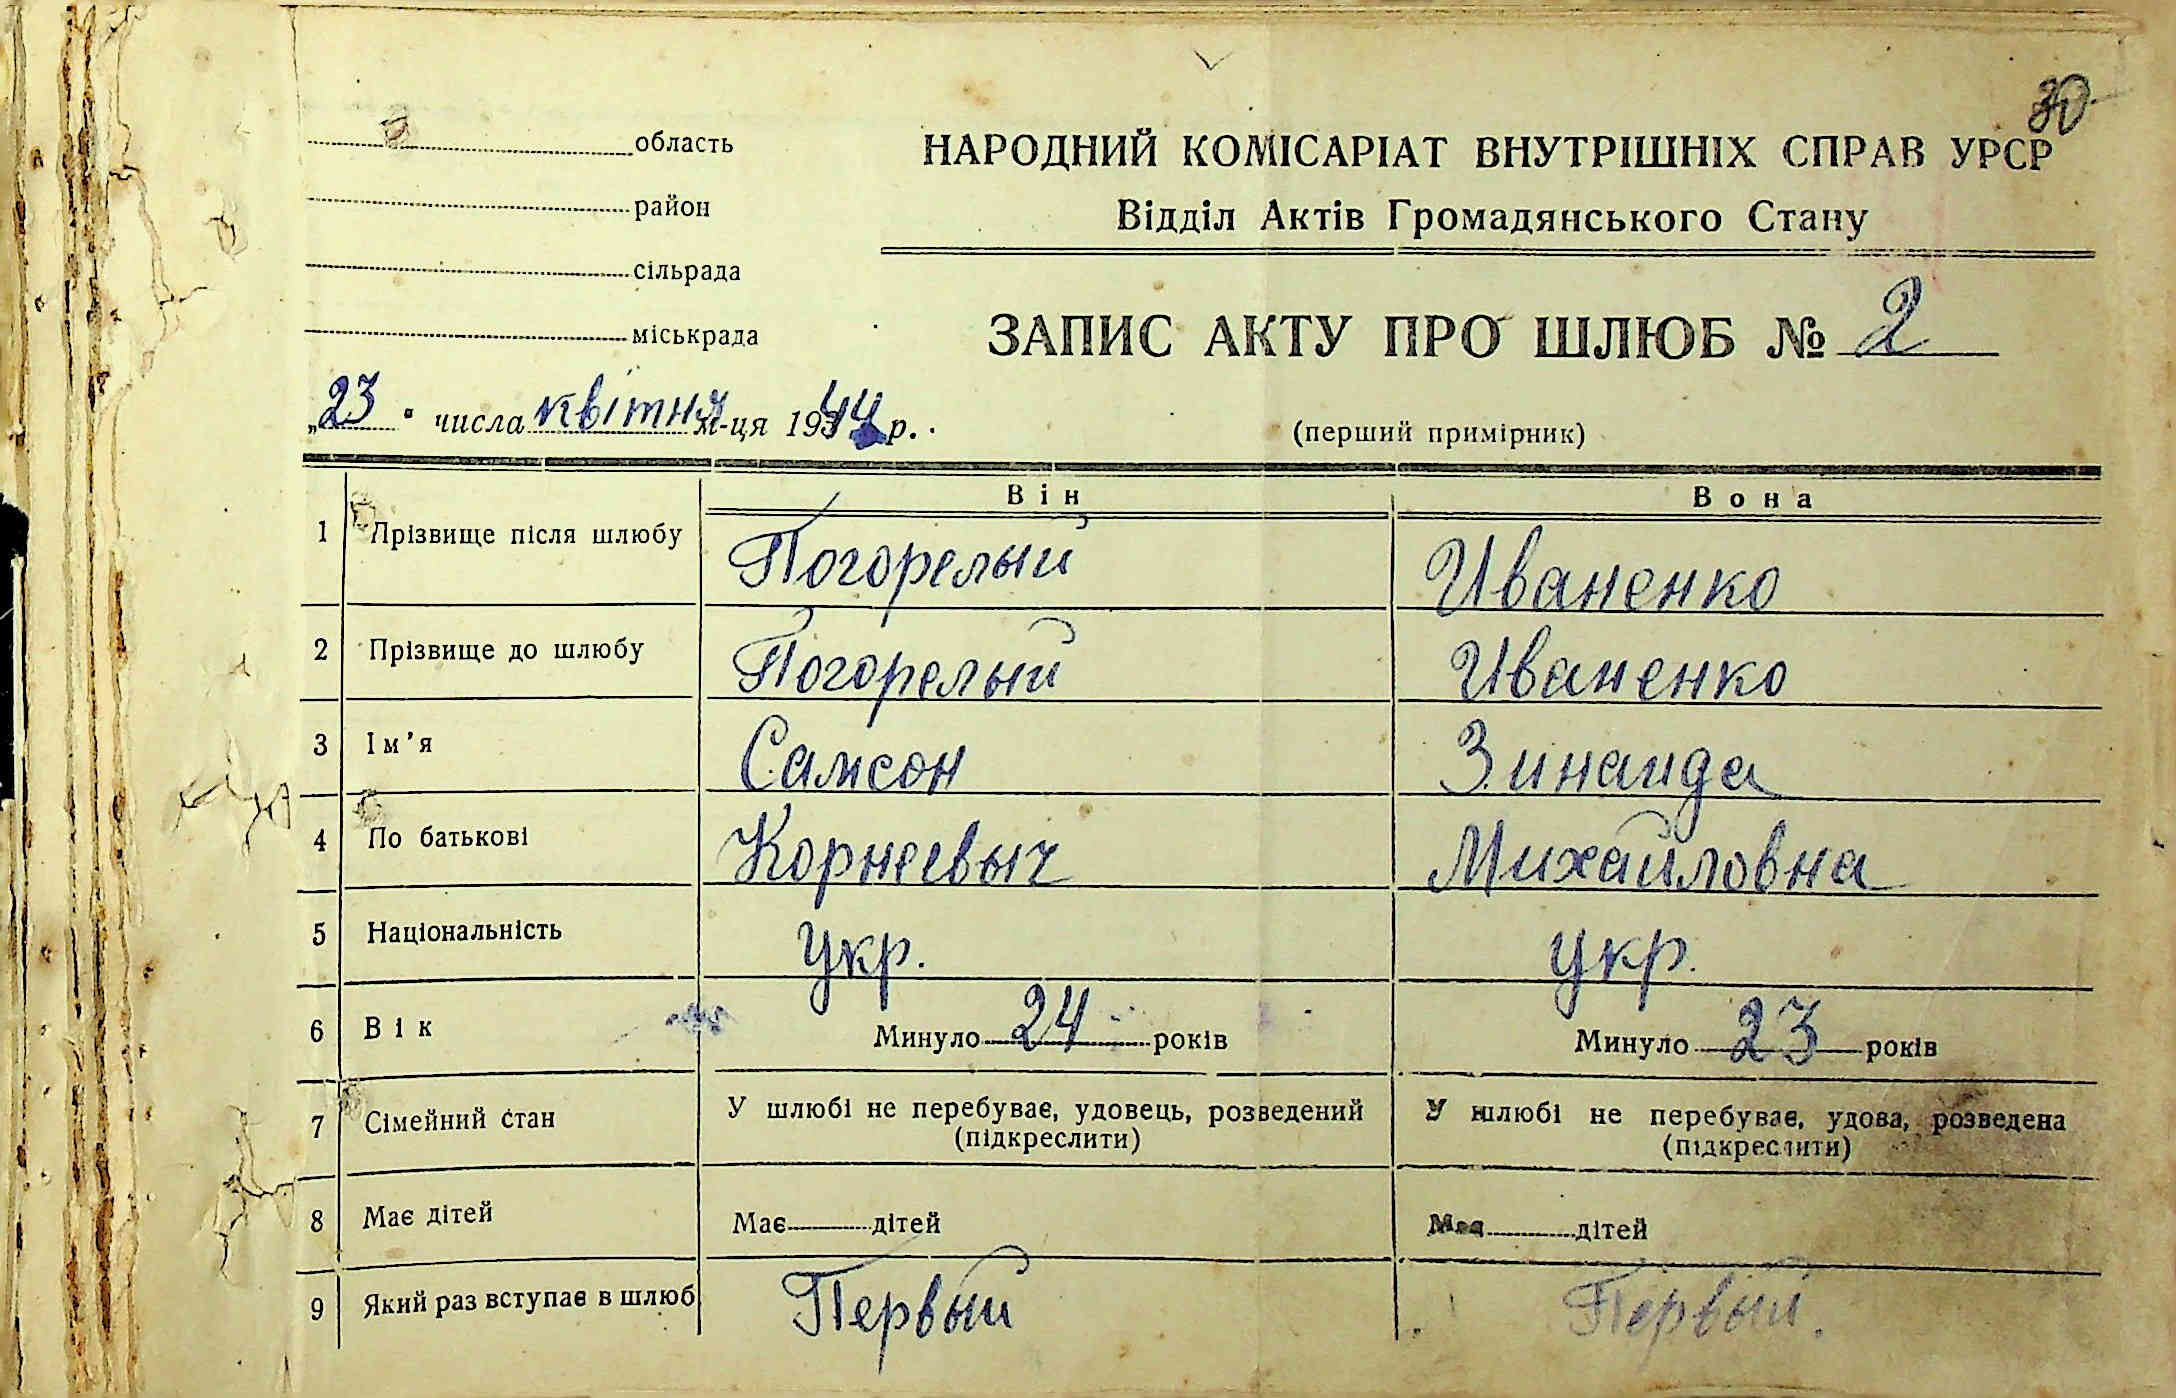 30
область
НАРОДНИЙ КОМІСАРІАТ ВНУТРІШНІХ СПРАВ УРСР
район
Відділ Актів Громадянського Стану
сільрада
міськрада
ЗАПИС АКТУ ПРО ШЛЮБ № 2
„23" числа квітня м-ця 1944 р.
(перший примірник)
Він Вона
1 Прізвище після шлюбу Погорелый Иваненко
2 Прізвище до шлюбу Погорелый Иваненко
3 Ім'я Самсон Зинаида
4 По батькові Корнеевыч Михайловна
5 Національність укр. укр.
6 Вік Минуло 24 років Минуло 23 років
7 Сімейний стан У шлюбі не перебуває, удовець, розведений У шлюбі не перебуває, удова, розведена
(підкреслити) (підкреслити)
8 Має дітей Має дітей Має дітей
9 Який раз вступає в шлюб Первый Первый.